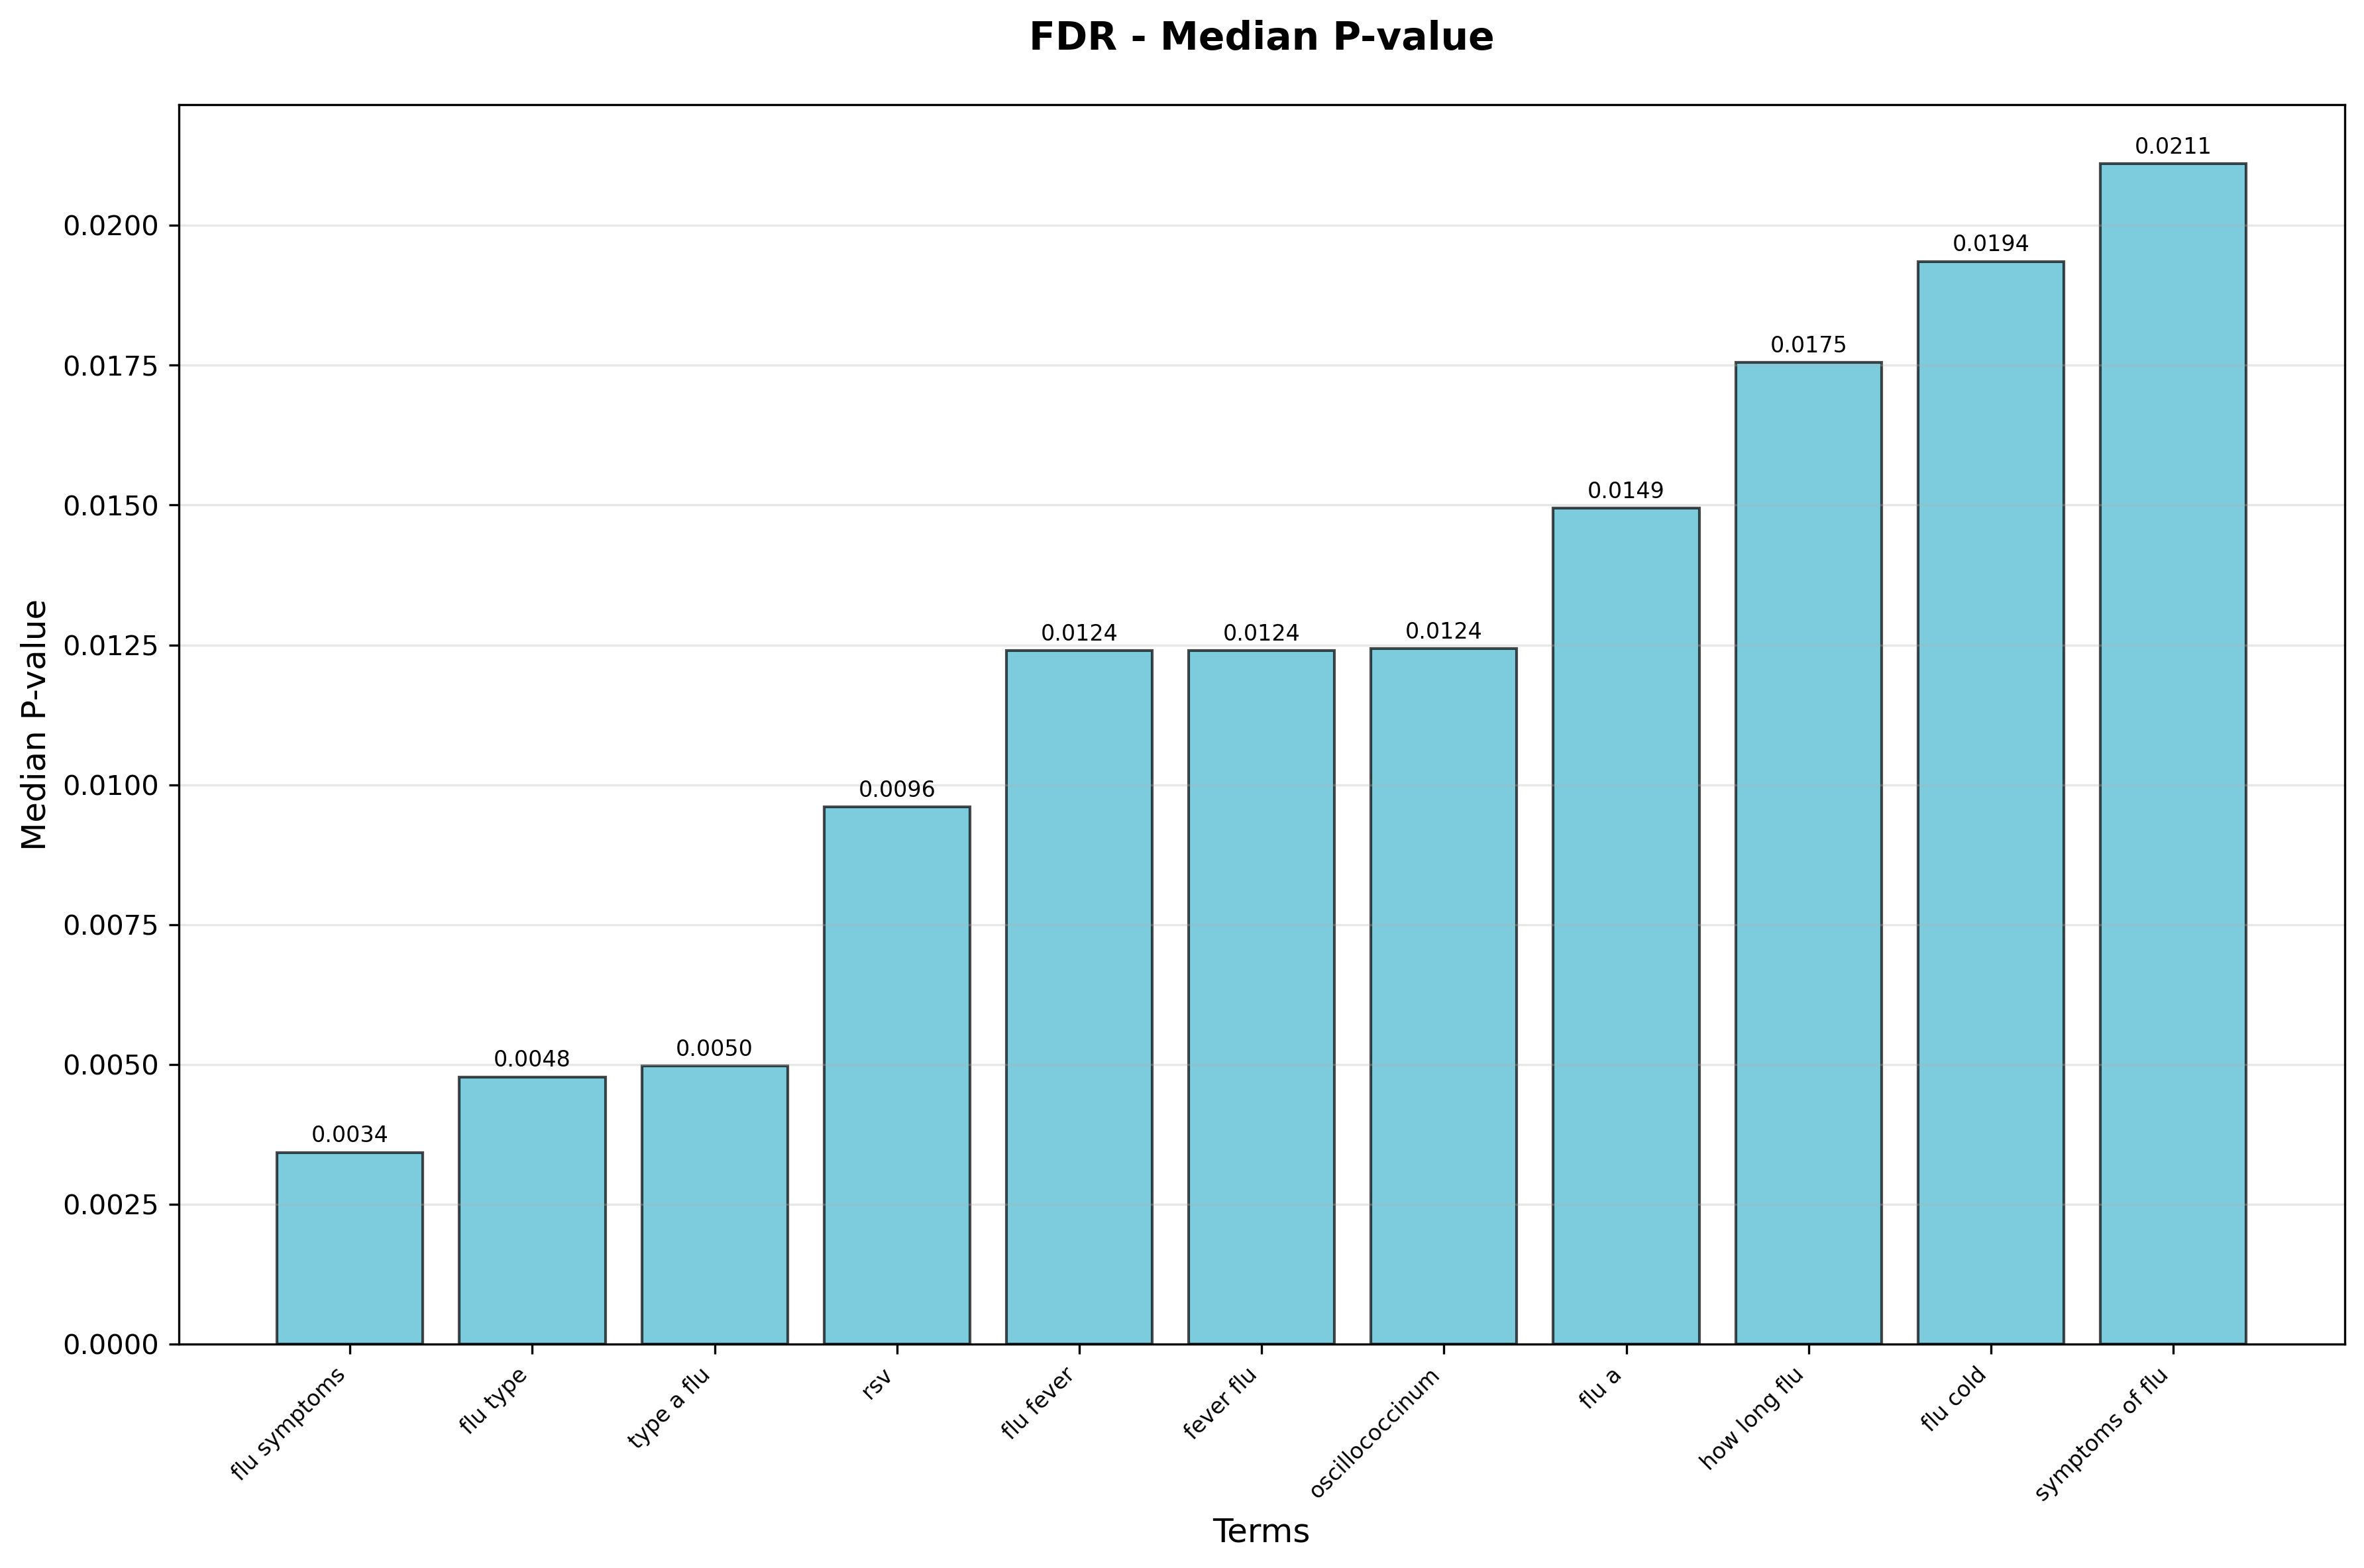 FDR - Median P-value
Median P-value
0.0200
0.0175
0.0150
0.0125
0.0100
0.0075
0.0050
0.0025
0.0000
0.0034
0.0048
0.0050
0.0096
0.0124
0.0124
0.0124
0.0149
0.0175
0.0194
0.0211
flu symptoms
flu type
type a flu
rsv
flu fever
fever flu
oscillococcinum
flu a
how long flu
flu cold
symptoms of flu
Terms